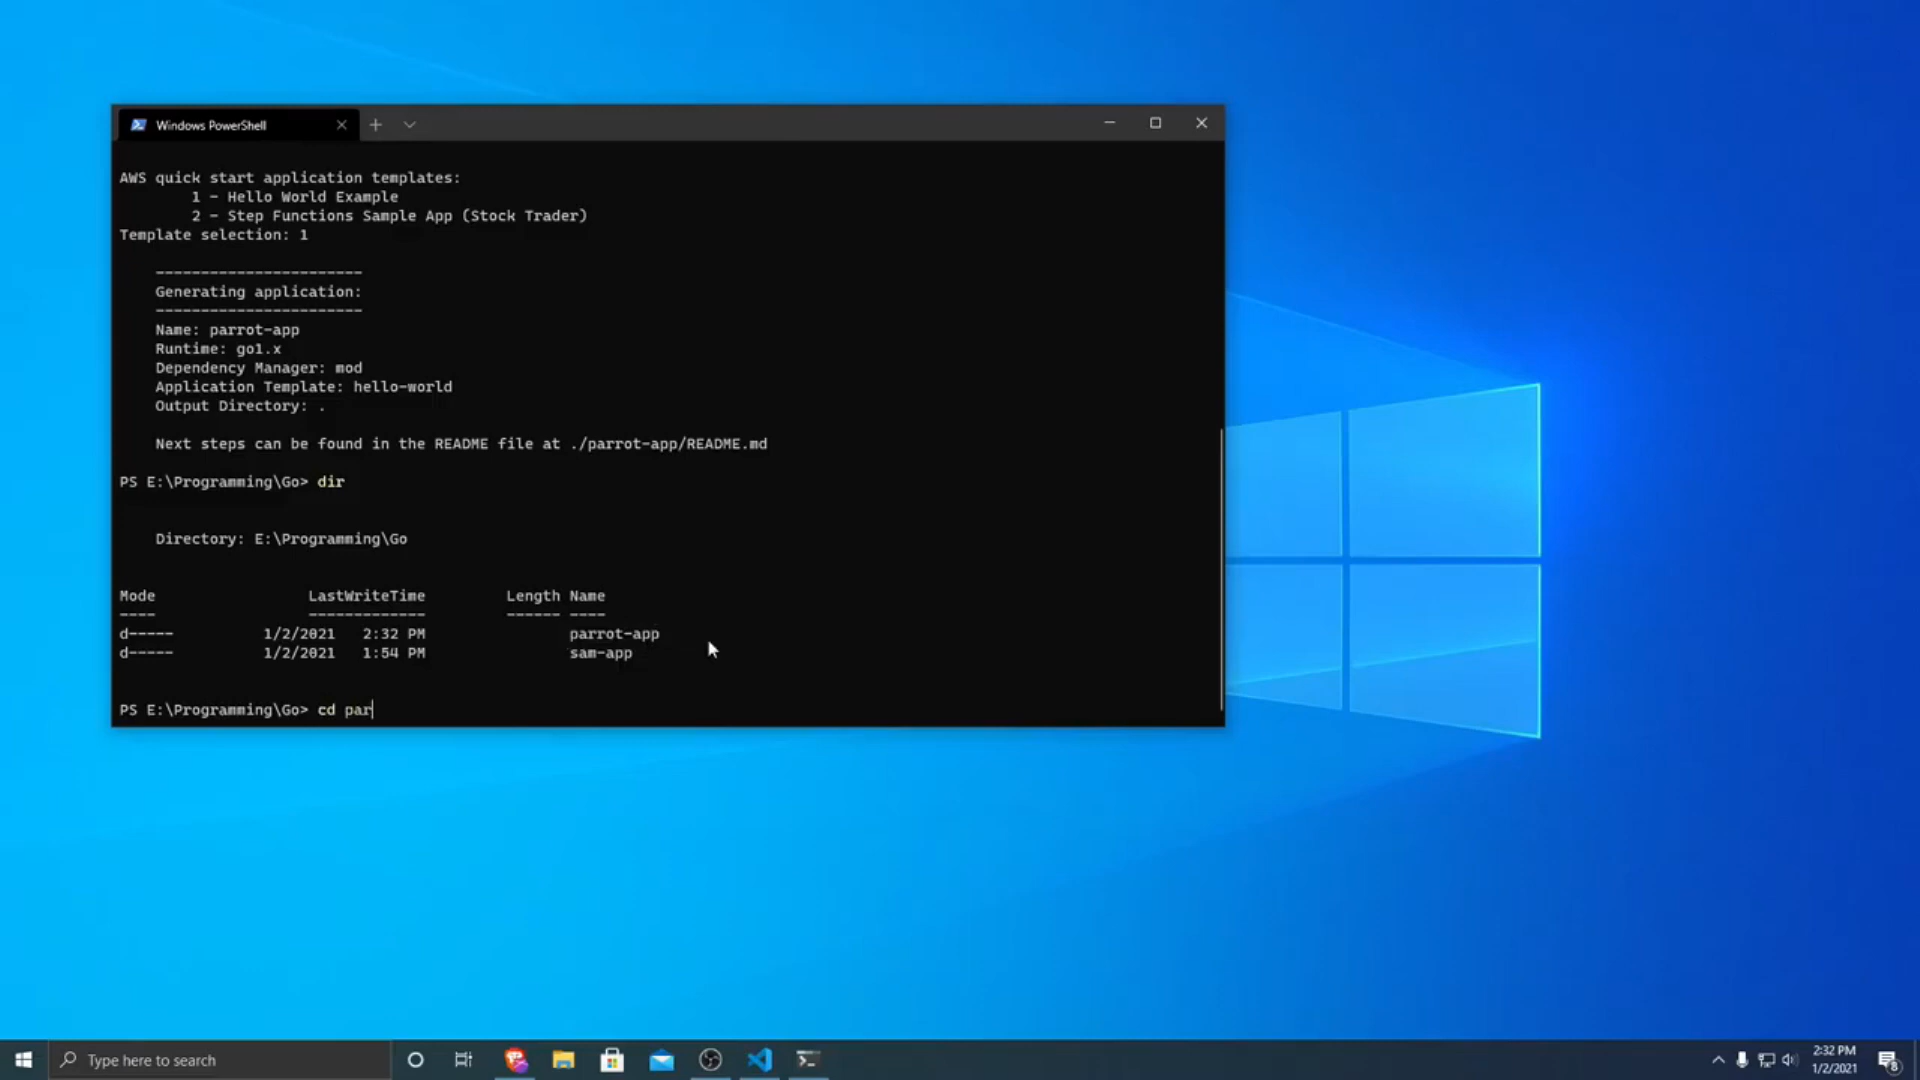 Windows PowerShell
AWS quick start application templates:
1 - Hello World Example
2 - Step Functions Sample App (Stock Trader)
Template selection: 1
-----------------------
Generating application:
-----------------------
Name: parrot-app
Runtime: go1.x
Dependency Manager: mod
Application Template: hello-world
Output Directory: .
Next steps can be found in the README file at ./parrot-app/README.md
PS E:\Programming\Go> dir
Directory: E:\Programming\Go
Mode LastWriteTime Length Name
---- ------------- ------ ----
d----- 1/2/2021 2:32 PM parrot-app
d----- 1/2/2021 1:54 PM sam-app
PS E:\Programming\Go> cd par
Type here to search
2:32 PM
1/2/2021
8